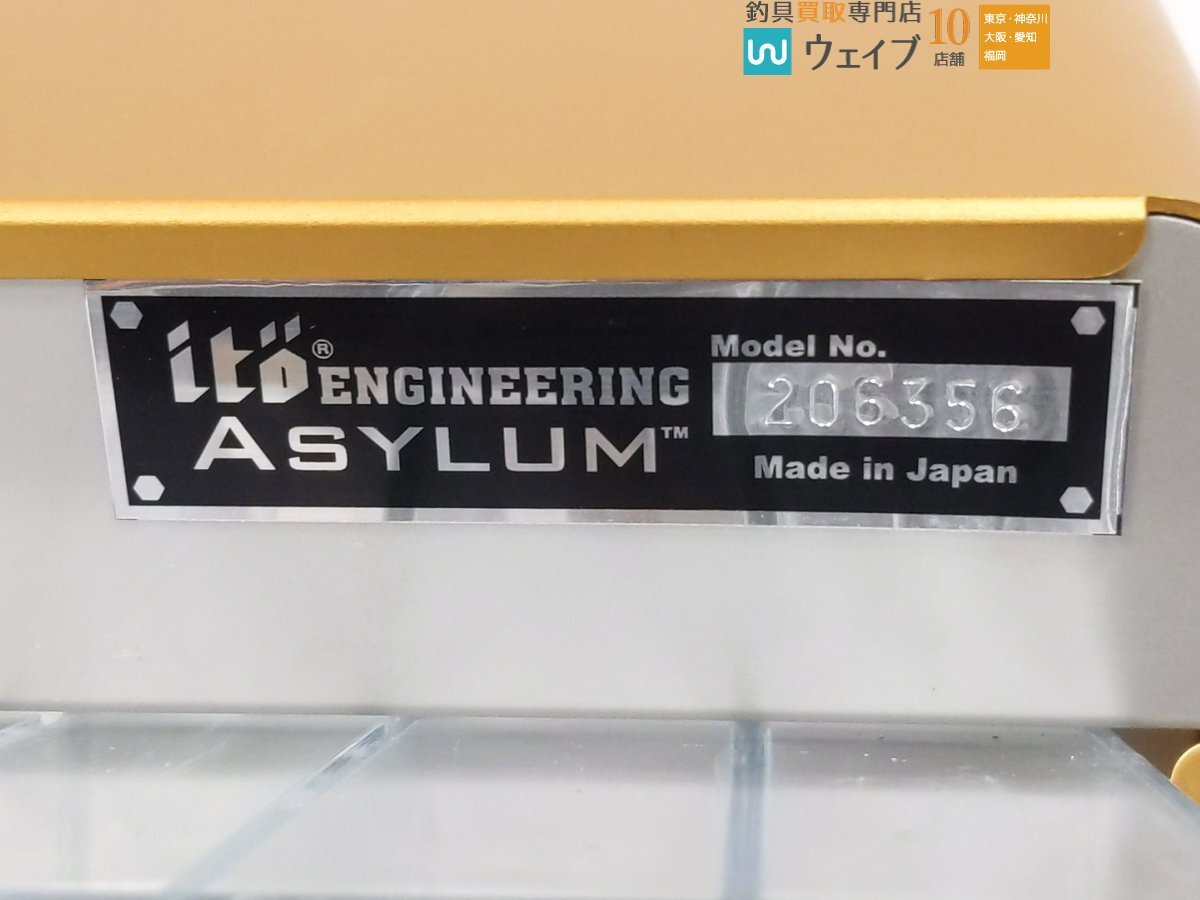 釣具買取専門店
ウェイブ
10
店舗
東京・神奈川
大阪・愛知
福岡
itö® ENGINEERING
ASYLUM™
Model No.
206356
Made in Japan